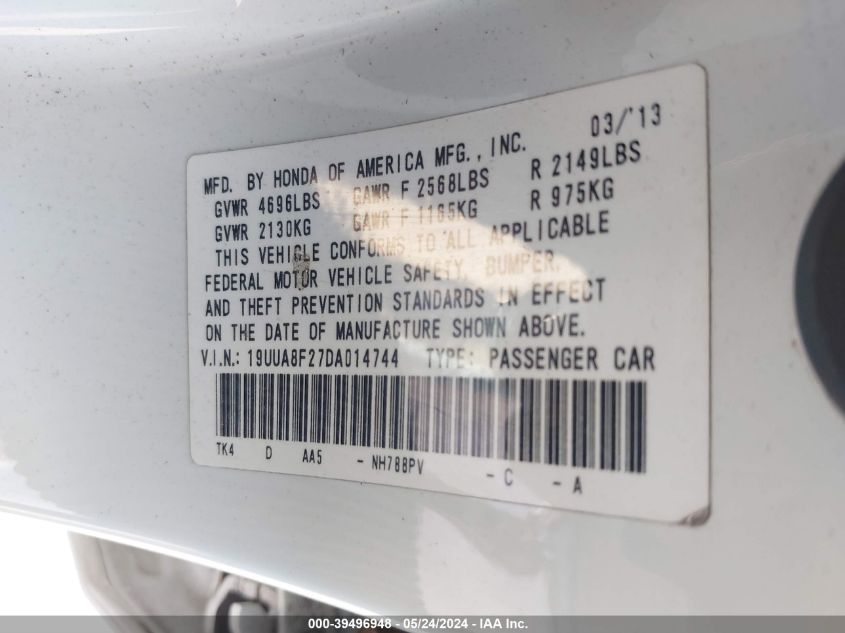 MFD. BY HONDA OF AMERICA MFG., INC. 03/'13
GVWR 4696LBS GAWR F 2568LBS R 2149LBS
GVWR 2130KG GAWR F 1165KG R 975KG
THIS VEHICLE CONFORMS TO ALL APPLICABLE
FEDERAL MOTOR VEHICLE SAFETY, BUMPER,
AND THEFT PREVENTION STANDARDS IN EFFECT
ON THE DATE OF MANUFACTURE SHOWN ABOVE.
V.I.N.: 19UUA8F27DA014744 TYPE: PASSENGER CAR
TK4 D AA5 - NH788PV - C - A
000-39496948 - 05/24/2024 - IAA Inc.